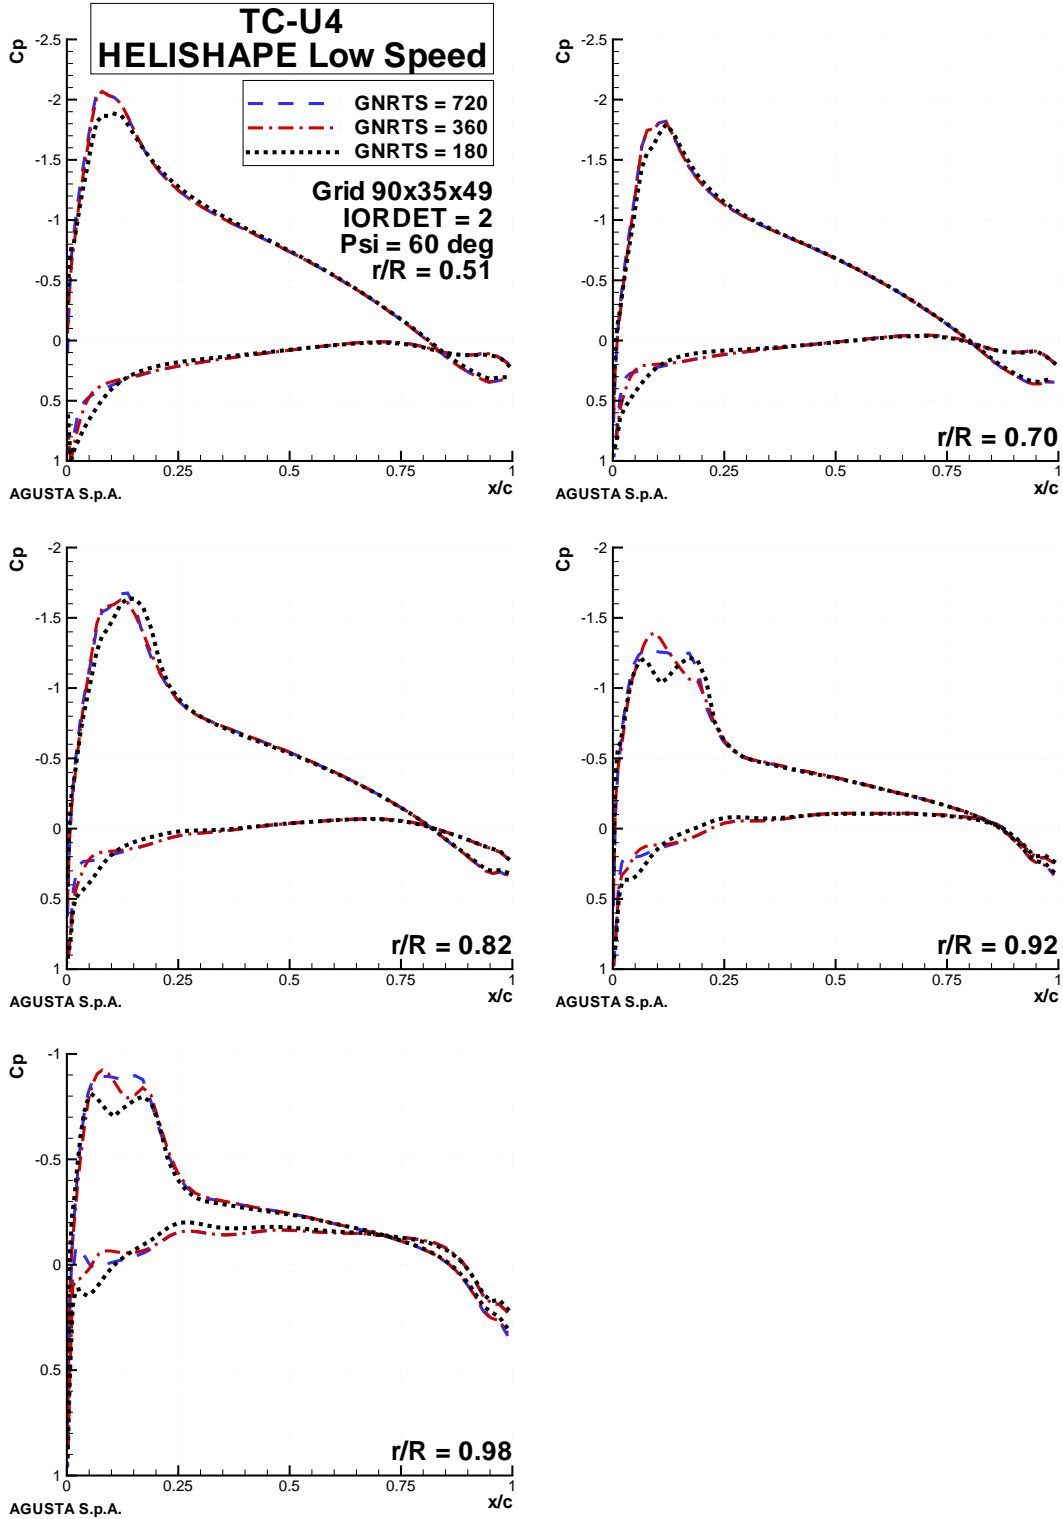 TC-U4
HELISHAPE Low Speed
GNRTS = 720
GNRTS = 360
GNRTS = 180
Grid 90x35x49
IORDET = 2
Psi = 60 deg
r/R = 0.51
Cp
-2.5
-2
-1.5
-1
-0.5
0
0.5
1
0
0.25
0.5
0.75
1
x/c
AGUSTA S.p.A.
Cp
-2.5
-2
-1.5
-1
-0.5
0
0.5
1
r/R = 0.70
0
0.25
0.5
0.75
1
x/c
AGUSTA S.p.A.
Cp
-2
-1.5
-1
-0.5
0
0.5
1
r/R = 0.82
0
0.25
0.5
0.75
1
x/c
AGUSTA S.p.A.
Cp
-2
-1.5
-1
-0.5
0
0.5
1
r/R = 0.92
0
0.25
0.5
0.75
1
x/c
AGUSTA S.p.A.
Cp
-1
-0.5
0
0.5
1
r/R = 0.98
0
0.25
0.5
0.75
1
x/c
AGUSTA S.p.A.